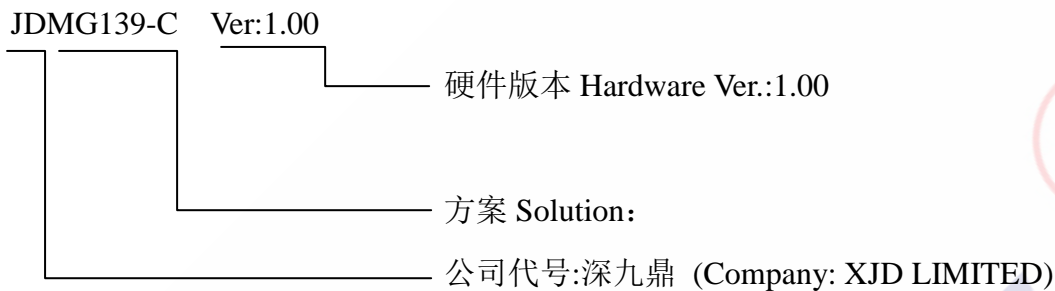 JDMG139-C Ver:1.00
硬件版本 Hardware Ver.:1.00
方案 Solution：
公司代号:深九鼎 (Company: XJD LIMITED)